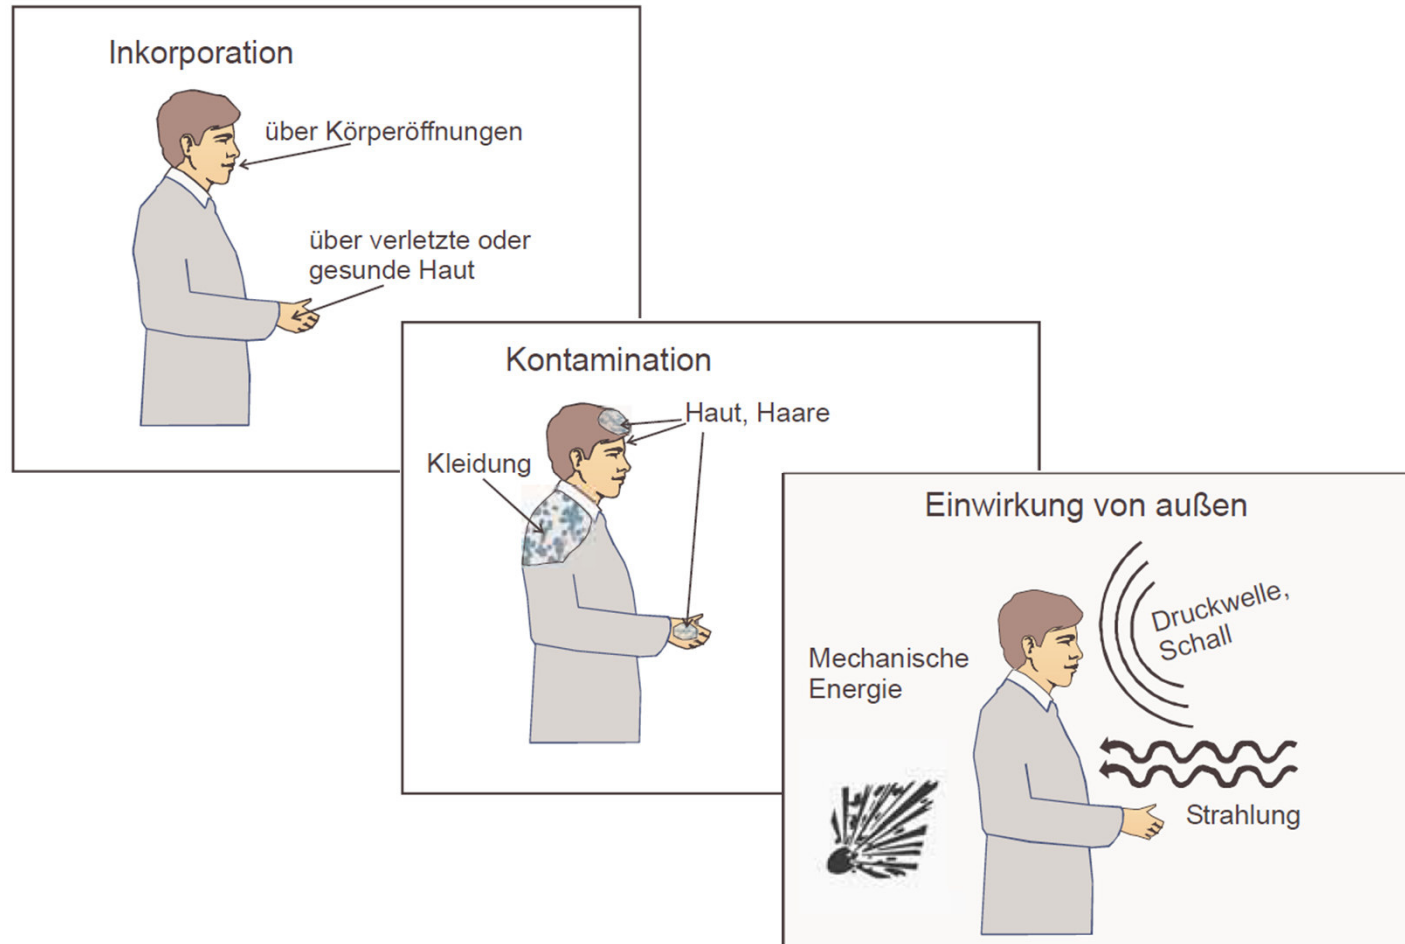 Inkorporation
über Körperöffnungen
über verletzte oder
gesunde Haut
Kontamination
Haut, Haare
Kleidung
Einwirkung von außen
Druckwelle,
Schall
Mechanische
Energie
Strahlung